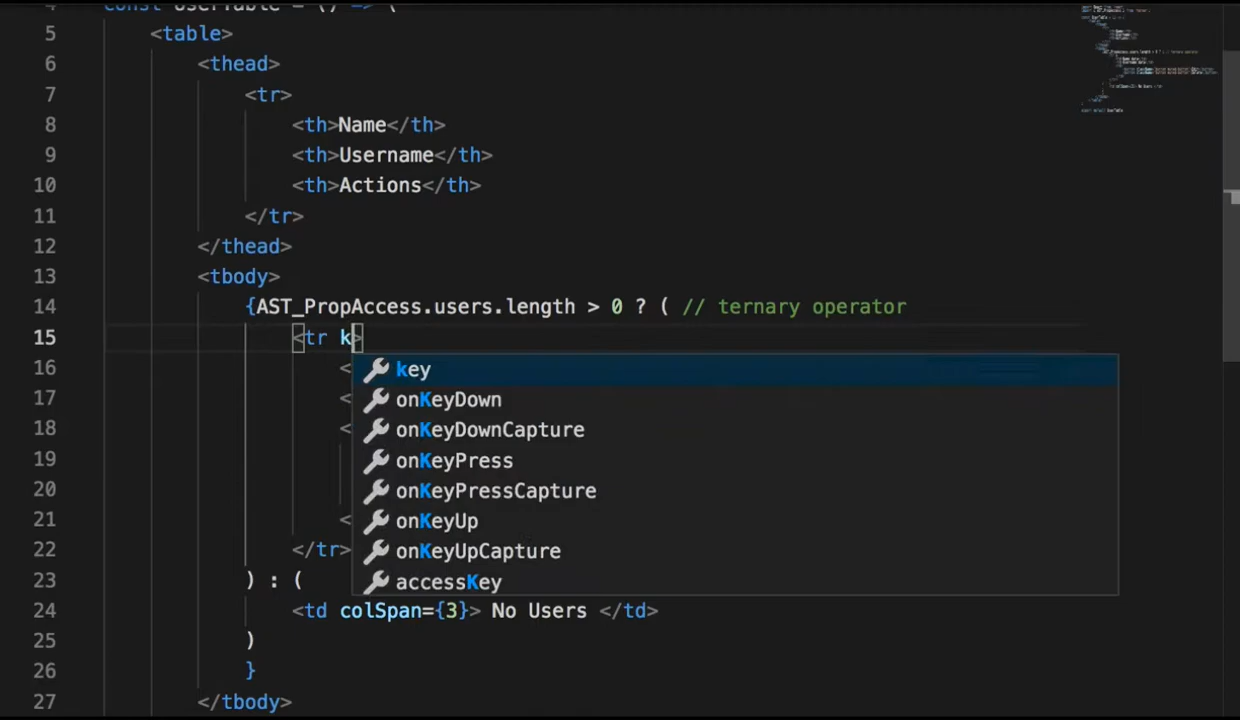 4 const UserTable = () => (
5 <table>
6 <thead>
7 <tr>
8 <th>Name</th>
9 <th>Username</th>
10 <th>Actions</th>
11 </tr>
12 </thead>
13 <tbody>
14 {AST_PropAccess.users.length > 0 ? ( // ternary operator
15 <tr k>
16 < key
17 < onKeyDown
18 < onKeyDownCapture
19 onKeyPress
20 onKeyPressCapture
21 < onKeyUp
22 </tr> onKeyUpCapture
23 ) : ( accessKey
24 <td colSpan={3}> No Users </td>
25 )
26 }
27 </tbody>